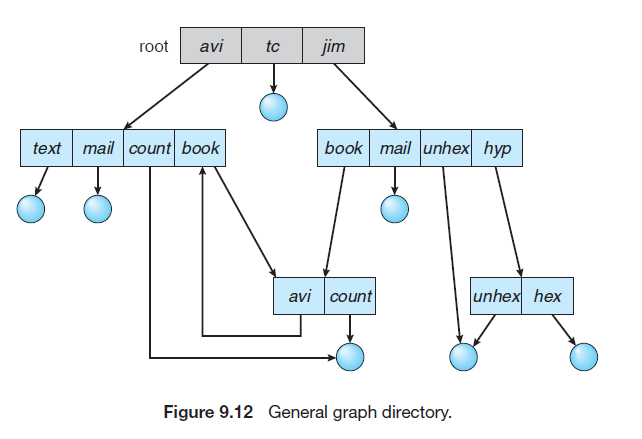 root avi tc jim
text mail count book book mail unhex hyp
avi count unhex hex
Figure 9.12 General graph directory.